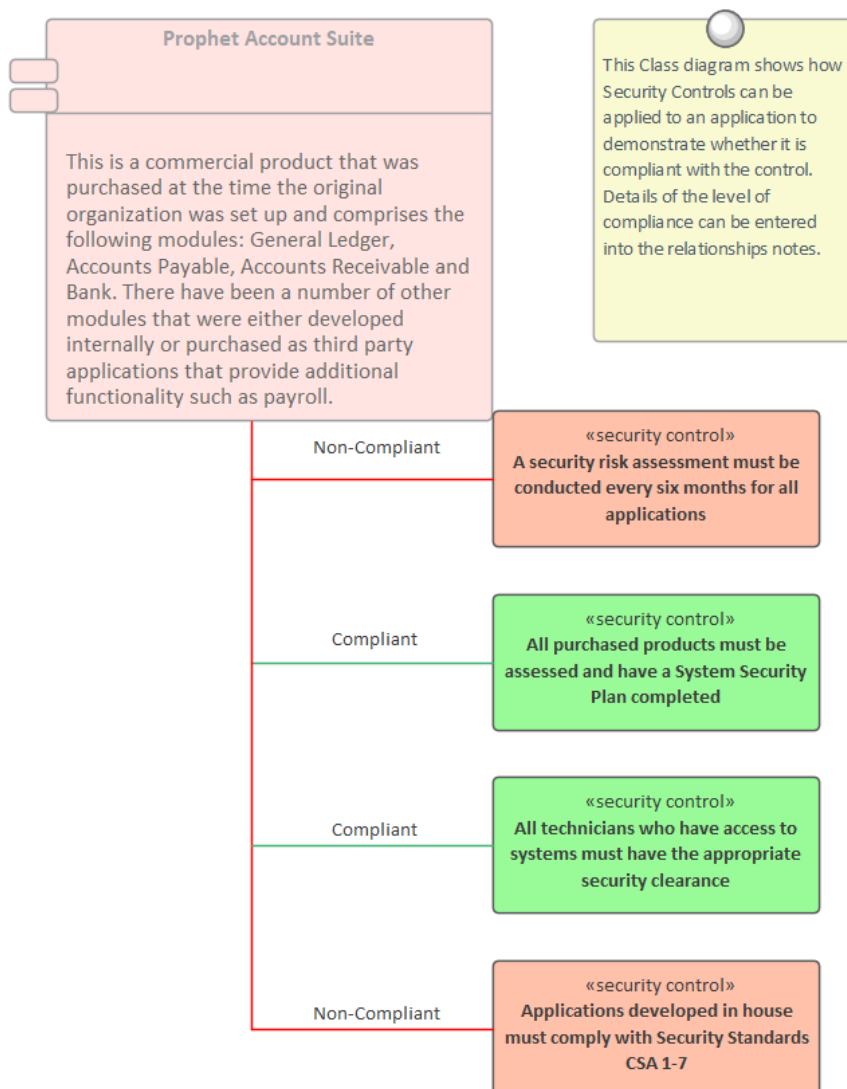 Prophet Account Suite
This is a commercial product that was
purchased at the time the original
organization was set up and comprises the
following modules: General Ledger,
Accounts Payable, Accounts Receivable and
Bank. There have been a number of other
modules that were either developed
internally or purchased as third party
applications that provide additional
functionality such as payroll.
This Class diagram shows how
Security Controls can be
applied to an application to
demonstrate whether it is
compliant with the control.
Details of the level of
compliance can be entered
into the relationships notes.
Non-Compliant
«security control»
A security risk assessment must be
conducted every six months for all
applications
Compliant
«security control»
All purchased products must be
assessed and have a System Security
Plan completed
Compliant
«security control»
All technicians who have access to
systems must have the appropriate
security clearance
Non-Compliant
«security control»
Applications developed in house
must comply with Security Standards
CSA 1-7